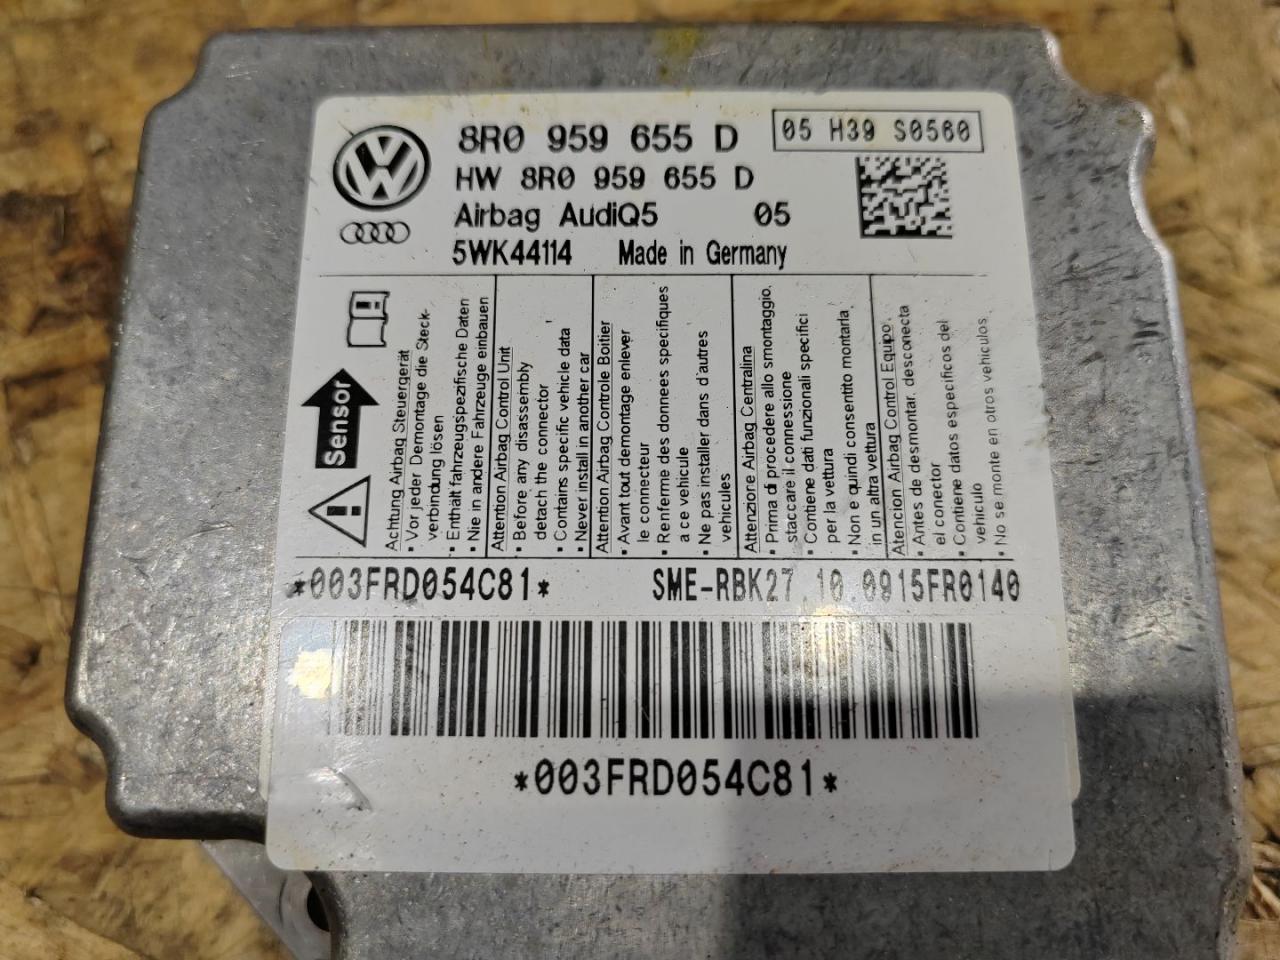 8R0 959 655 D
05 H39 S0560
HW 8R0 959 655 D
Airbag AudiQ5 05
5WK44114 Made in Germany
Sensor
Achtung Airbag Steuergerät
• Vor jeder Demontage die Steck-
verbindung lösen
• Enthält fahrzeugspezifische Daten
• Nie in andere Fahrzeuge einbauen
Attention Airbag Control Unit
• Before any disassembly
detach the connector
• Contains specific vehicle data
• Never install in another car
Attention Airbag Controle Boitier
• Avant tout demontage enlever
le connecteur
• Renferme des donnees specifiques
a ce vehicule
• Ne pas installer dans d'autres
vehicules
Attenzione Airbag Centralina
• Prima di procedere allo smontaggio,
staccare il connessione
• Contiene dati funzionali specifici
per la vettura
• Non e quindi consentito montarla
in un altra vettura
Atencion Airbag Control Equipo
• Antes de desmontar, desconecta
el conector
• Contiene datos especificos del
vehiculo
• No se monte en otros vehiculos
*003FRD054C81*
SME-RBK27.10.0915FR0140
*003FRD054C81*